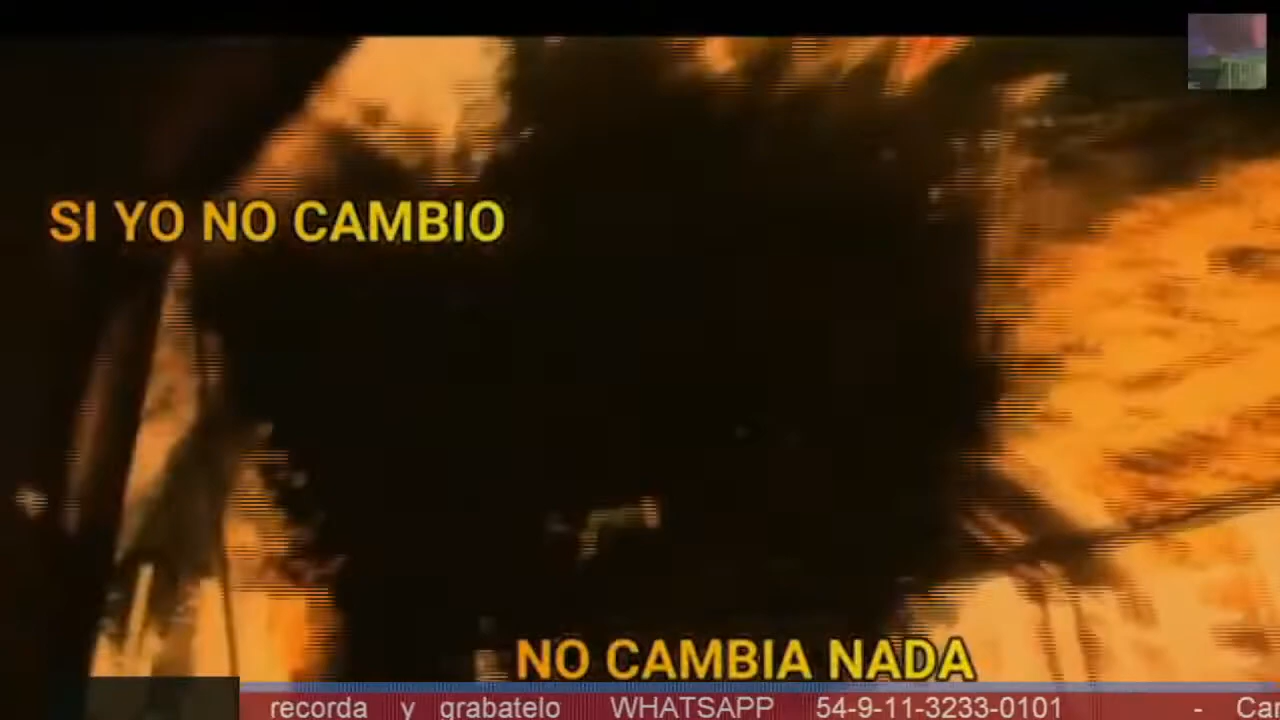 SI YO NO CAMBIO
NO CAMBIA NADA
recorda y grabatelo WHATSAPP 54-9-11-3233-0101 -